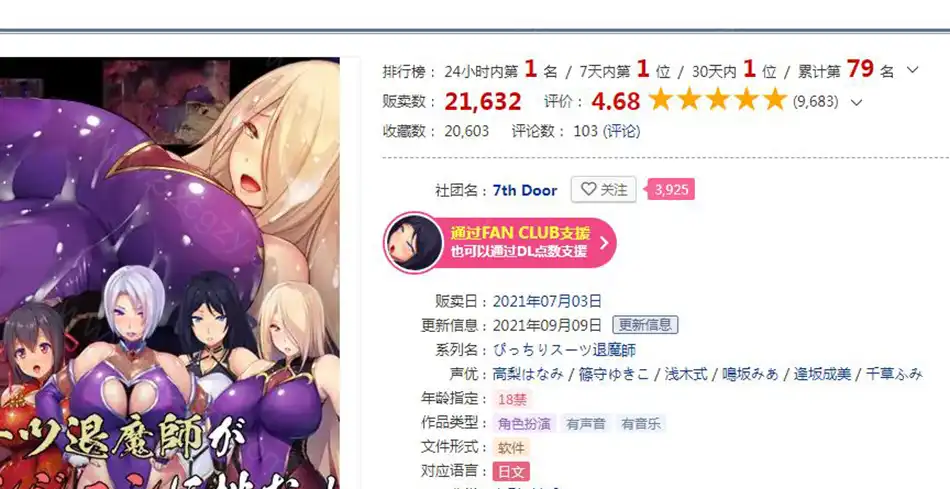 排行榜： 24小时内第 1 名 / 7天内第 1 位 / 30天内 1 位 / 累计第 79 名
贩卖数： 21,632 评价： 4.68 ★★★★★ (9,683)
收藏数： 20,603 评论数： 103 (评论)
社团名： 7th Door 关注 3,925
通过FAN CLUB支援
也可以通过DL点数支援
贩卖日： 2021年07月03日
更新信息： 2021年09月09日 更新信息
系列名： ぴっちりスーツ退魔師
声优： 高梨はなみ / 篠守ゆきこ / 浅木式 / 鳴坂みあ / 逢坂成美 / 千草ふみ
年龄指定： 18禁
作品类型： 角色扮演 有声音 有音乐
文件形式： 软件
对应语言： 日文
ーツ退魔師が